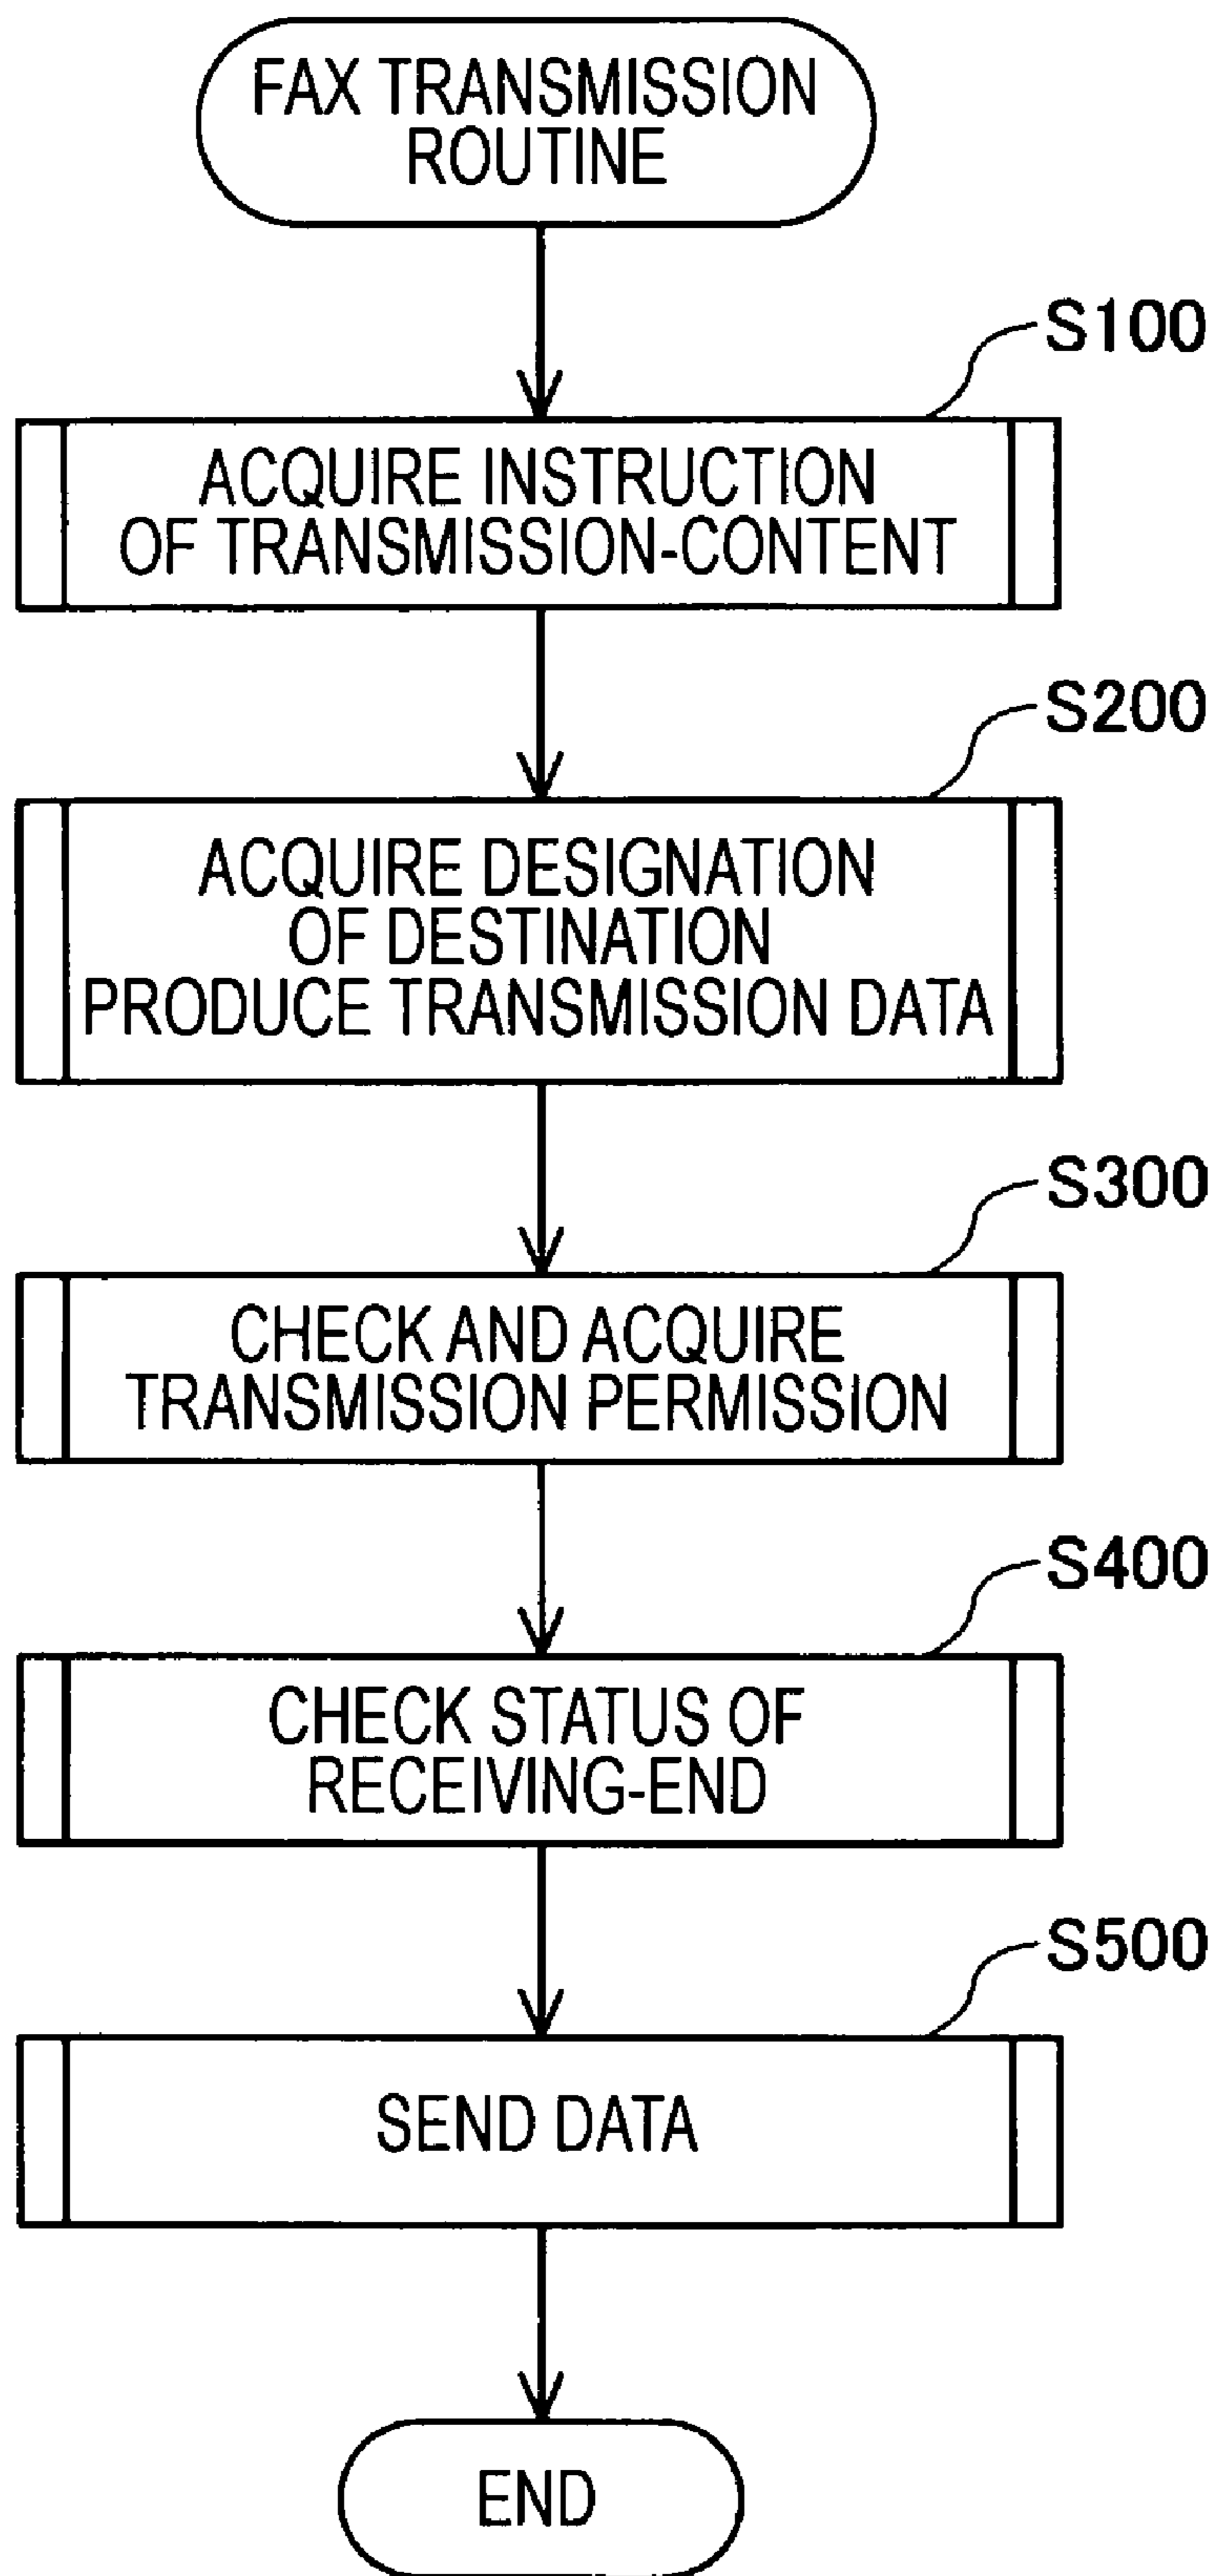 FAX TRANSMISSION
ROUTINE
S100
ACQUIRE INSTRUCTION
OF TRANSMISSION-CONTENT
S200
ACQUIRE DESIGNATION
OF DESTINATION
PRODUCE TRANSMISSION DATA
S300
CHECK AND ACQUIRE
TRANSMISSION PERMISSION
S400
CHECK STATUS OF
RECEIVING-END
S500
SEND DATA
END